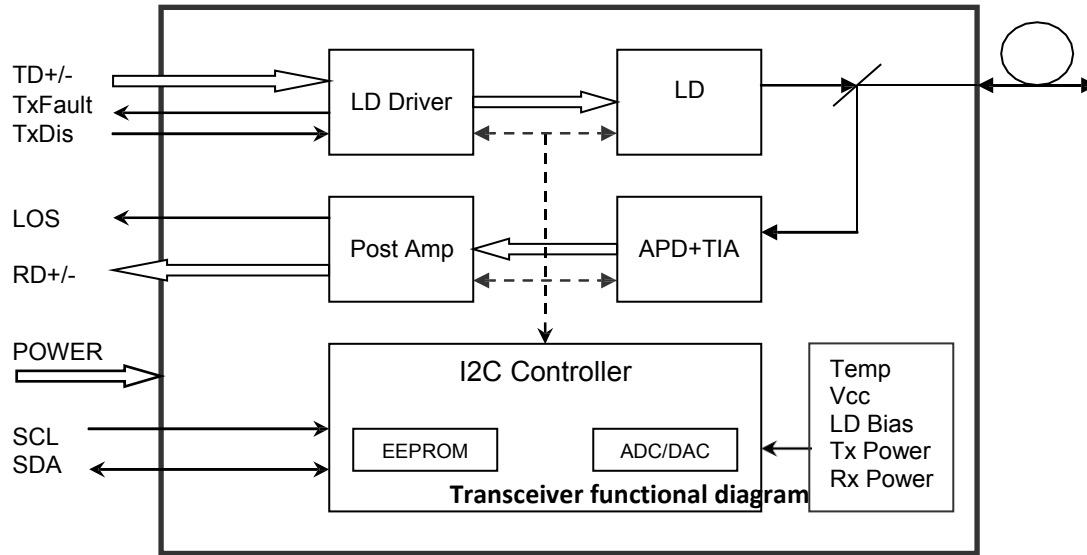 TD+/-
TxFault
TxDis
LD Driver
LD
LOS
RD+/-
Post Amp
APD+TIA
POWER
SCL
SDA
I2C Controller
EEPROM
ADC/DAC
Temp
Vcc
LD Bias
Tx Power
Rx Power
Transceiver functional diagram